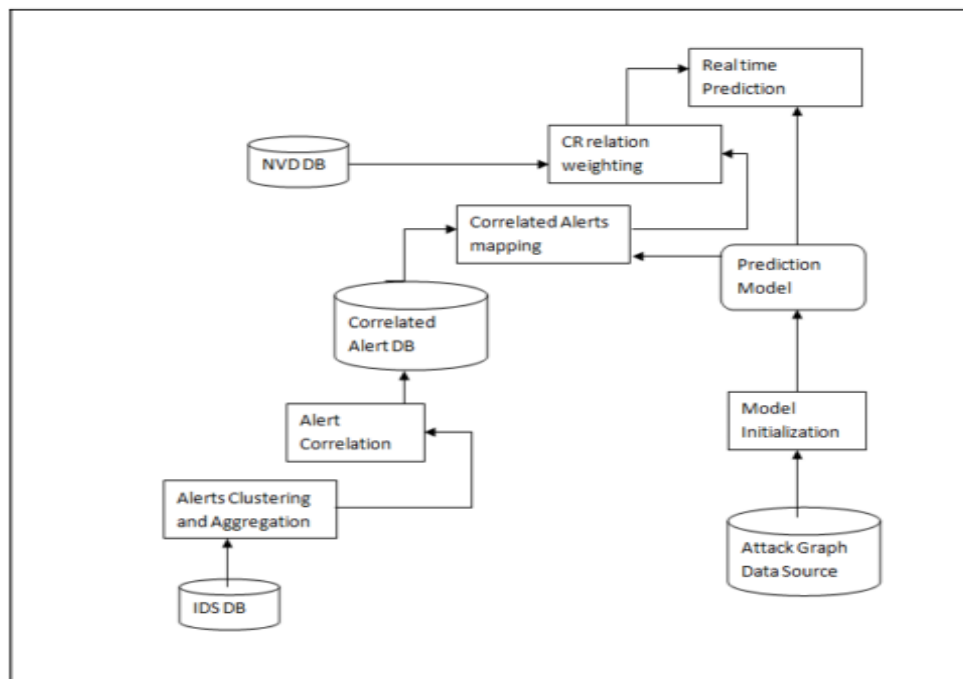 Real time
Prediction
CR relation
weighting
NVD DB
Correlated Alerts
mapping
Prediction
Model
Correlated
Alert DB
Model
Initialization
Alert
Correlation
Alerts Clustering
and Aggregation
Attack Graph
Data Source
IDS DB